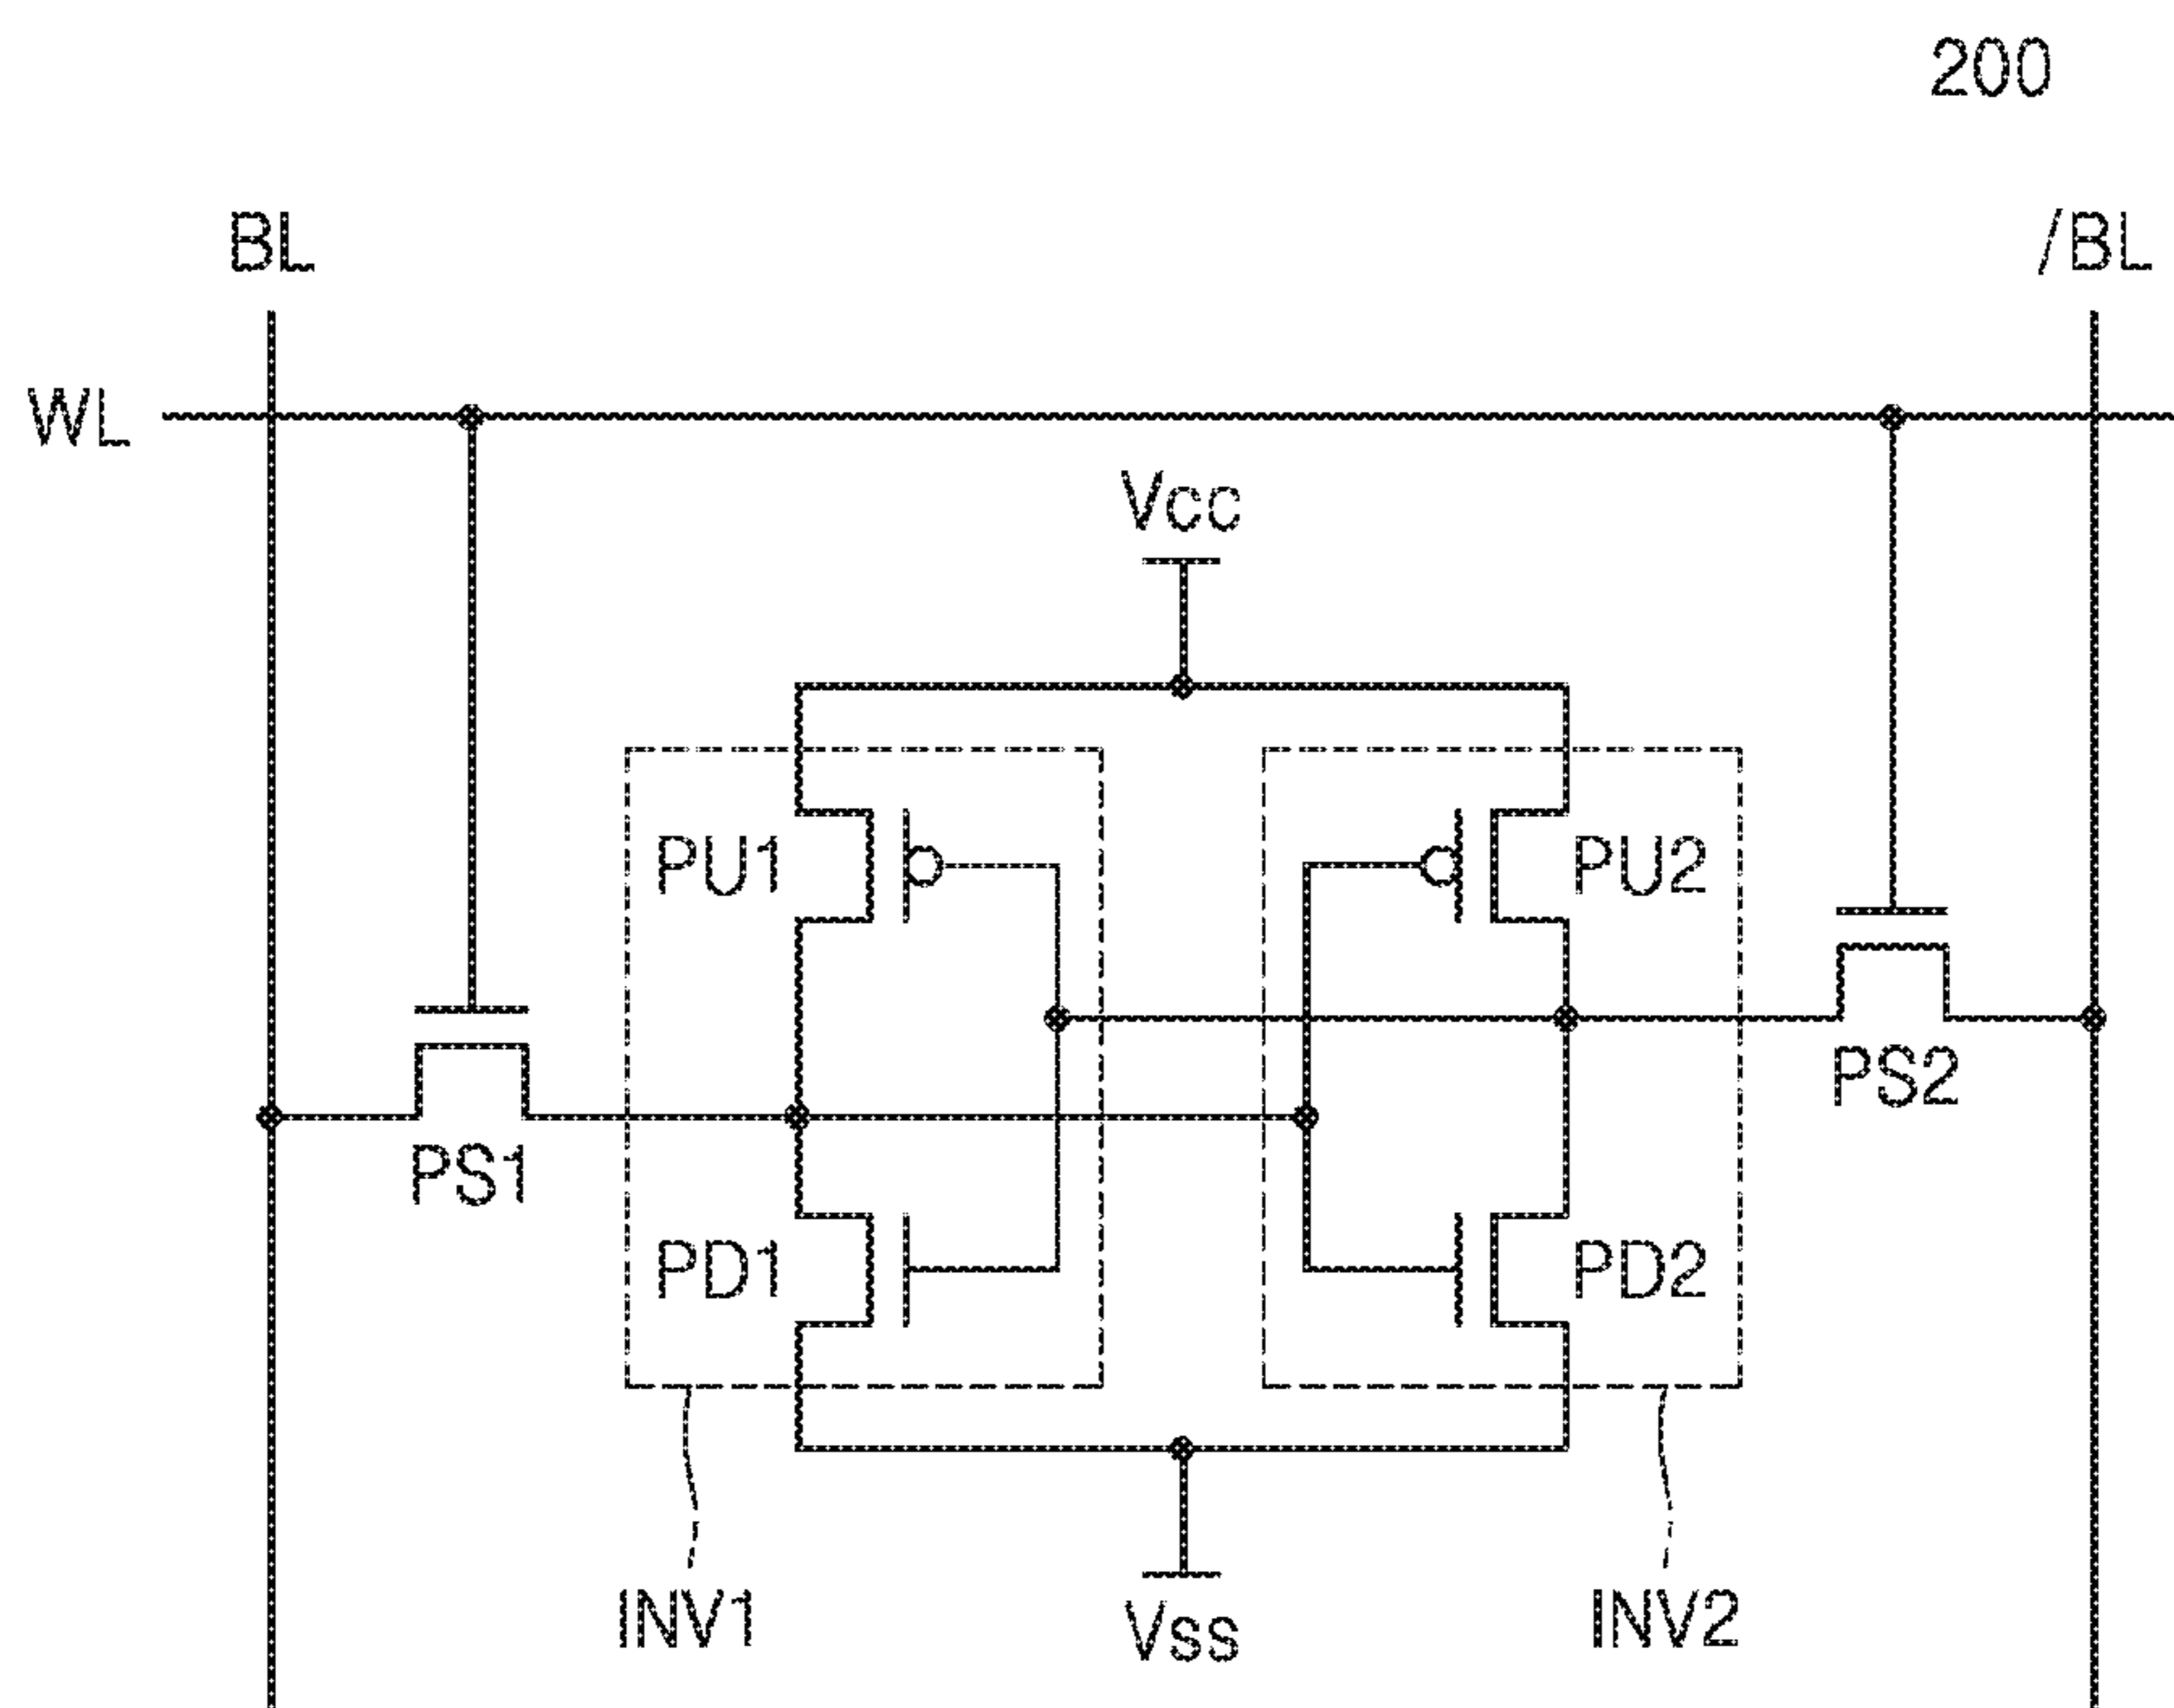 200
BL
/BL
WL
Vcc
PU1
PU2
PS2
PS1
PD1
PD2
INV1
Vss
INV2